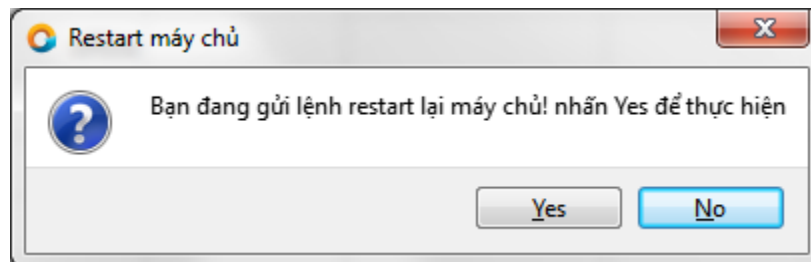 Restart máy chủ
Bạn đang gửi lệnh restart lại máy chủ! nhấn Yes để thực hiện
Yes No